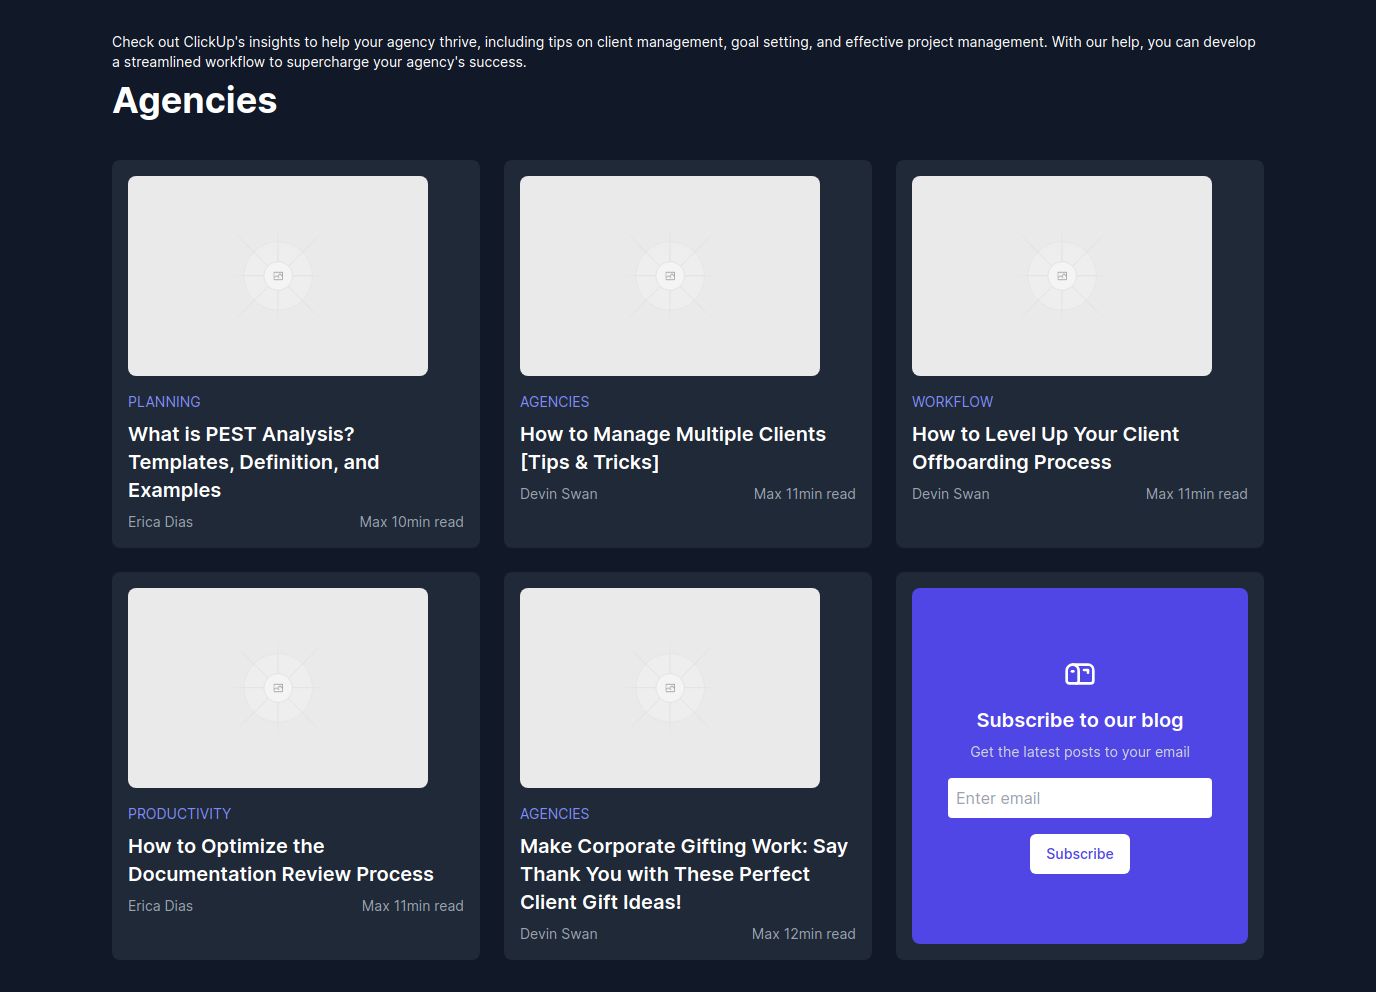 Check out ClickUp's insights to help your agency thrive, including tips on client management, goal setting, and effective project management. With our help, you can develop
a streamlined workflow to supercharge your agency's success.
Agencies
PLANNING
What is PEST Analysis?
Templates, Definition, and
Examples
Erica Dias Max 10min read
AGENCIES
How to Manage Multiple Clients
[Tips & Tricks]
Devin Swan Max 11min read
WORKFLOW
How to Level Up Your Client
Offboarding Process
Devin Swan Max 11min read
PRODUCTIVITY
How to Optimize the
Documentation Review Process
Erica Dias Max 11min read
AGENCIES
Make Corporate Gifting Work: Say
Thank You with These Perfect
Client Gift Ideas!
Devin Swan Max 12min read
Subscribe to our blog
Get the latest posts to your email
Enter email
Subscribe